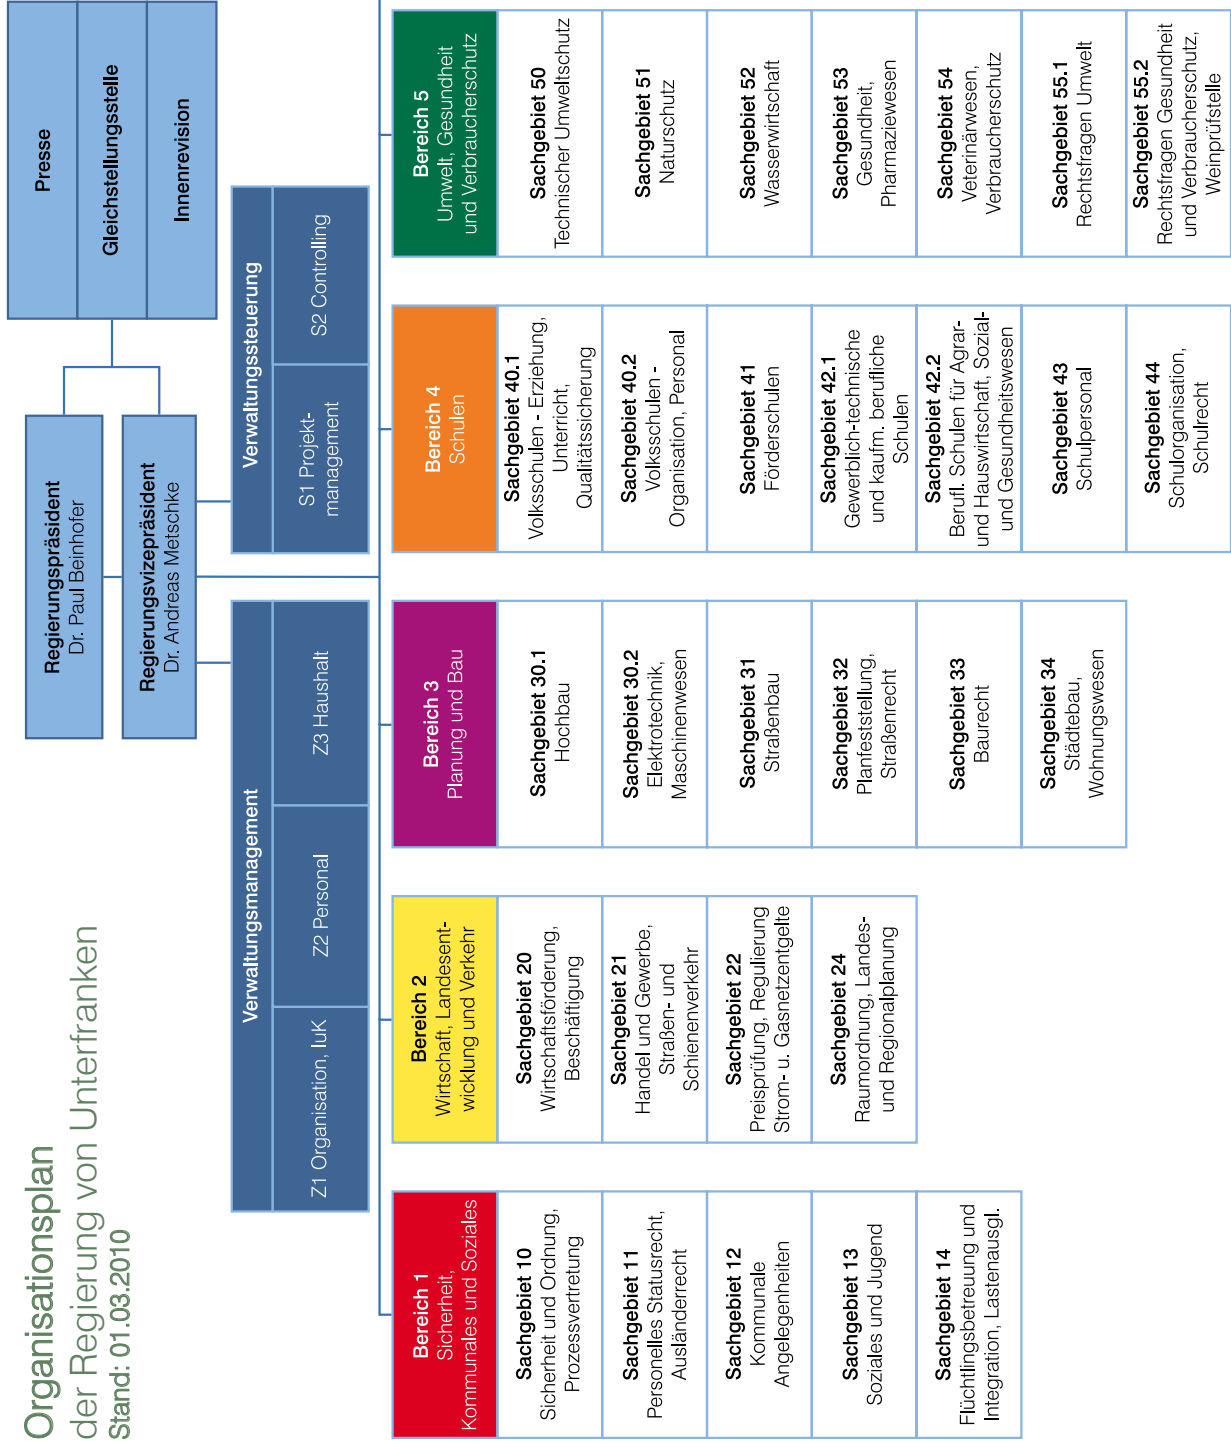 Organisationsplan
der Regierung von Unterfranken
Stand: 01.03.2010
Regierungspräsident
Dr. Paul Beinhofer
Regierungsvizepräsident
Dr. Andreas Metschke
Presse
Gleichstellungsstelle
Innenrevision
Verwaltungsmanagement
Z1 Organisation, IuK
Z2 Personal
Z3 Haushalt
Verwaltungssteuerung
S1 Projekt-
management
S2 Controlling
Bereich 1
Sicherheit,
Kommunales und Soziales
Sachgebiet 10
Sicherheit und Ordnung,
Prozessvertretung
Sachgebiet 11
Personelles Statusrecht,
Ausländerrecht
Sachgebiet 12
Kommunale
Angelegenheiten
Sachgebiet 13
Soziales und Jugend
Sachgebiet 14
Flüchtlingsbetreuung und
Integration, Lastenausgl.
Bereich 2
Wirtschaft, Landesent-
wicklung und Verkehr
Sachgebiet 20
Wirtschaftsförderung,
Beschäftigung
Sachgebiet 21
Handel und Gewerbe,
Straßen- und
Schienenverkehr
Sachgebiet 22
Preisprüfung, Regulierung
Strom- u. Gasnetzentgelte
Sachgebiet 24
Raumordnung, Landes-
und Regionalplanung
Bereich 3
Planung und Bau
Sachgebiet 30.1
Hochbau
Sachgebiet 30.2
Elektrotechnik,
Maschinenwesen
Sachgebiet 31
Straßenbau
Sachgebiet 32
Planfeststellung,
Straßenrecht
Sachgebiet 33
Baurecht
Sachgebiet 34
Städtebau,
Wohnungswesen
Bereich 4
Schulen
Sachgebiet 40.1
Volksschulen - Erziehung,
Unterricht,
Qualitätssicherung
Sachgebiet 40.2
Volksschulen -
Organisation, Personal
Sachgebiet 41
Förderschulen
Sachgebiet 42.1
Gewerblich-technische
und kaufm. berufliche
Schulen
Sachgebiet 42.2
Berufl. Schulen für Agrar-
und Hauswirtschaft, Sozial-
und Gesundheitswesen
Sachgebiet 43
Schulpersonal
Sachgebiet 44
Schulorganisation,
Schulrecht
Bereich 5
Umwelt, Gesundheit
und Verbraucherschutz
Sachgebiet 50
Technischer Umweltschutz
Sachgebiet 51
Naturschutz
Sachgebiet 52
Wasserwirtschaft
Sachgebiet 53
Gesundheit,
Pharmaziewesen
Sachgebiet 54
Veterinärwesen,
Verbraucherschutz
Sachgebiet 55.1
Rechtsfragen Umwelt
Sachgebiet 55.2
Rechtsfragen Gesundheit
und Verbraucherschutz,
Weinprüfstelle